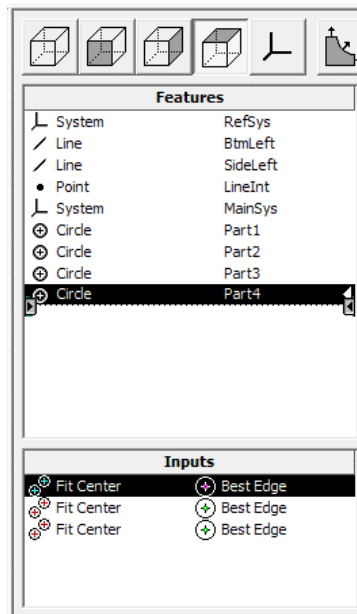 Features
System RefSys
Line BtmLeft
Line SideLeft
Point LineInt
System MainSys
Circle Part1
Circle Part2
Circle Part3
Circle Part4
Inputs
Fit Center Best Edge
Fit Center Best Edge
Fit Center Best Edge